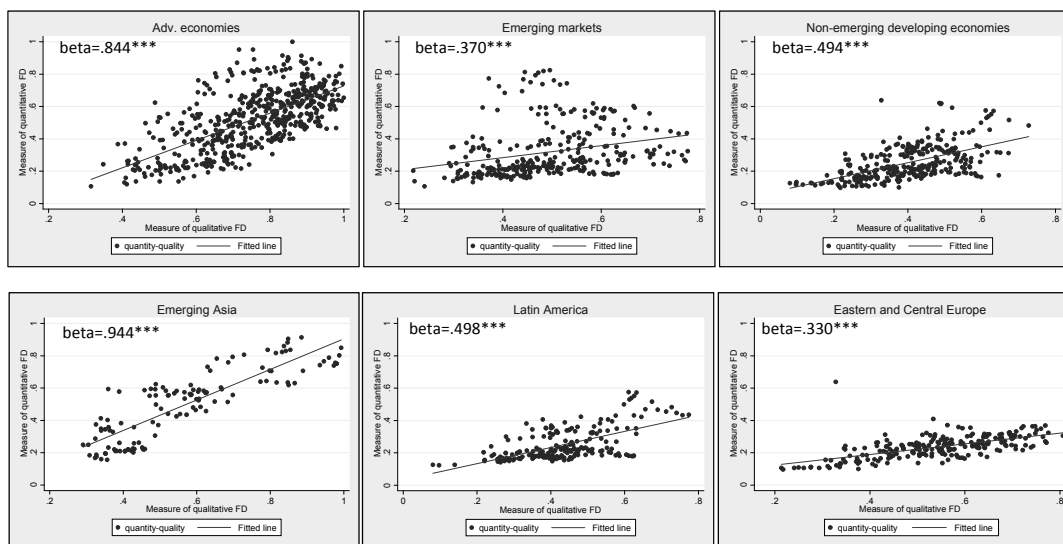 Adv. economies
beta=.844***
Measure of quantitative FD
0 .2 .4 .6 .8 1
.2 .4 .6 .8 1
Measure of qualitative FD
quantity-quality Fitted line
Emerging markets
beta=.370***
Measure of quantitative FD
0 .2 .4 .6 .8 1
.2 .4 .6 .8
Measure of qualitative FD
quantity-quality Fitted line
Non-emerging developing economies
beta=.494***
Measure of quantitative FD
0 .2 .4 .6 .8 1
0 .2 .4 .6 .8
Measure of qualitative FD
quantity-quality Fitted line
Emerging Asia
beta=.944***
Measure of quantitative FD
0 .2 .4 .6 .8 1
.2 .4 .6 .8 1
Measure of qualitative FD
quantity-quality Fitted line
Latin America
beta=.498***
Measure of quantitative FD
0 .2 .4 .6 .8 1
0 .2 .4 .6 .8
Measure of qualitative FD
quantity-quality Fitted line
Eastern and Central Europe
beta=.330***
Measure of quantitative FD
0 .2 .4 .6 .8 1
.2 .4 .6 .8
Measure of qualitative FD
quantity-quality Fitted line